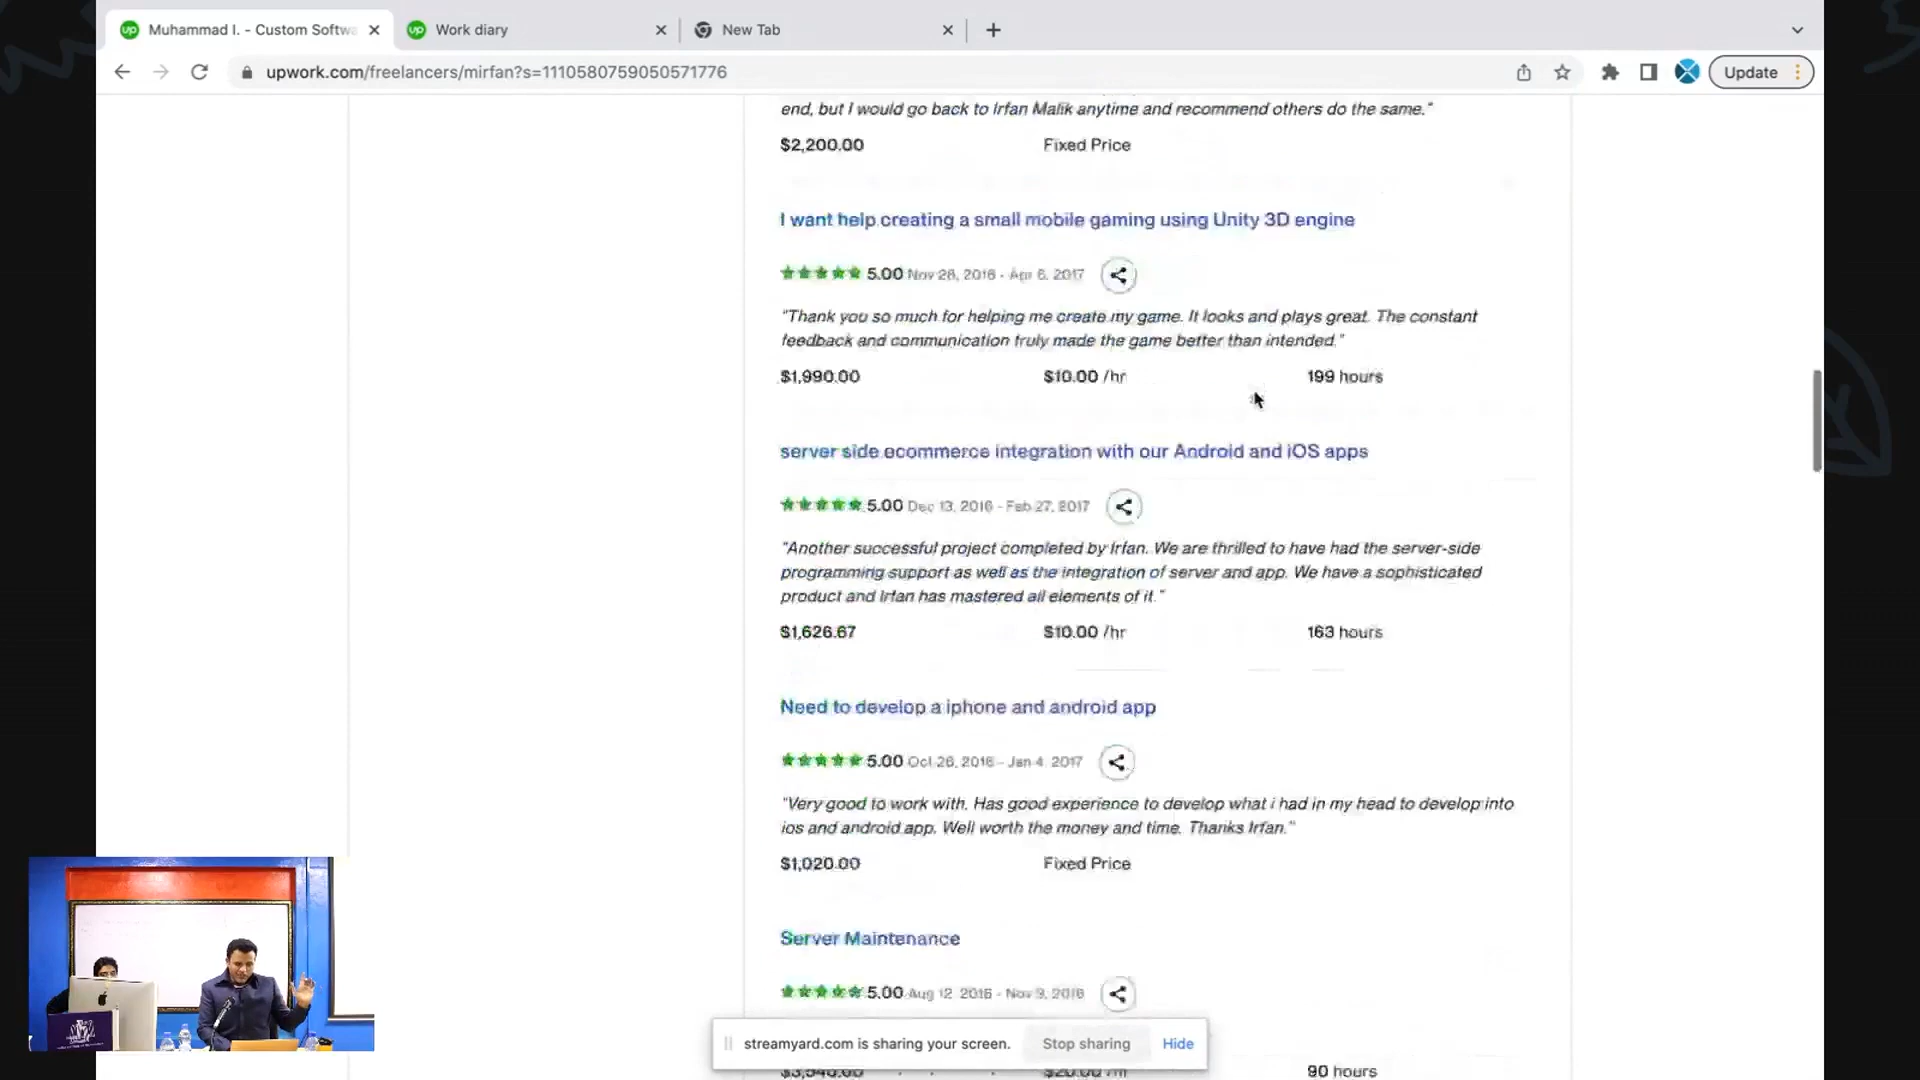 Muhammad I. - Custom Softwa
Work diary
New Tab
upwork.com/freelancers/mirfan?s=1110580759050571776
Update
end, but I would go back to Irfan Malik anytime and recommend others do the same."
$2,200.00 Fixed Price
I want help creating a small mobile gaming using Unity 3D engine
5.00 Nov 28, 2016 - Apr 6, 2017
"Thank you so much for helping me create my game. It looks and plays great. The constant
feedback and communication truly made the game better than intended."
$1,990.00 $10.00 /hr 199 hours
server side ecommerce integration with our Android and iOS apps
5.00 Dec 13, 2016 - Feb 27, 2017
"Another successful project completed by Irfan. We are thrilled to have had the server-side
programming support as well as the integration of server and app. We have a sophisticated
product and Irfan has mastered all elements of it."
$1,626.67 $10.00 /hr 163 hours
Need to develop a iphone and android app
5.00 Oct 26, 2016 - Jan 4, 2017
"Very good to work with. Has good experience to develop what i had in my head to develop into
ios and android app. Well worth the money and time. Thanks Irfan."
$1,020.00 Fixed Price
Server Maintenance
5.00 Aug 12, 2016 - Nov 9, 2016
streamyard.com is sharing your screen. Stop sharing Hide
90 hours